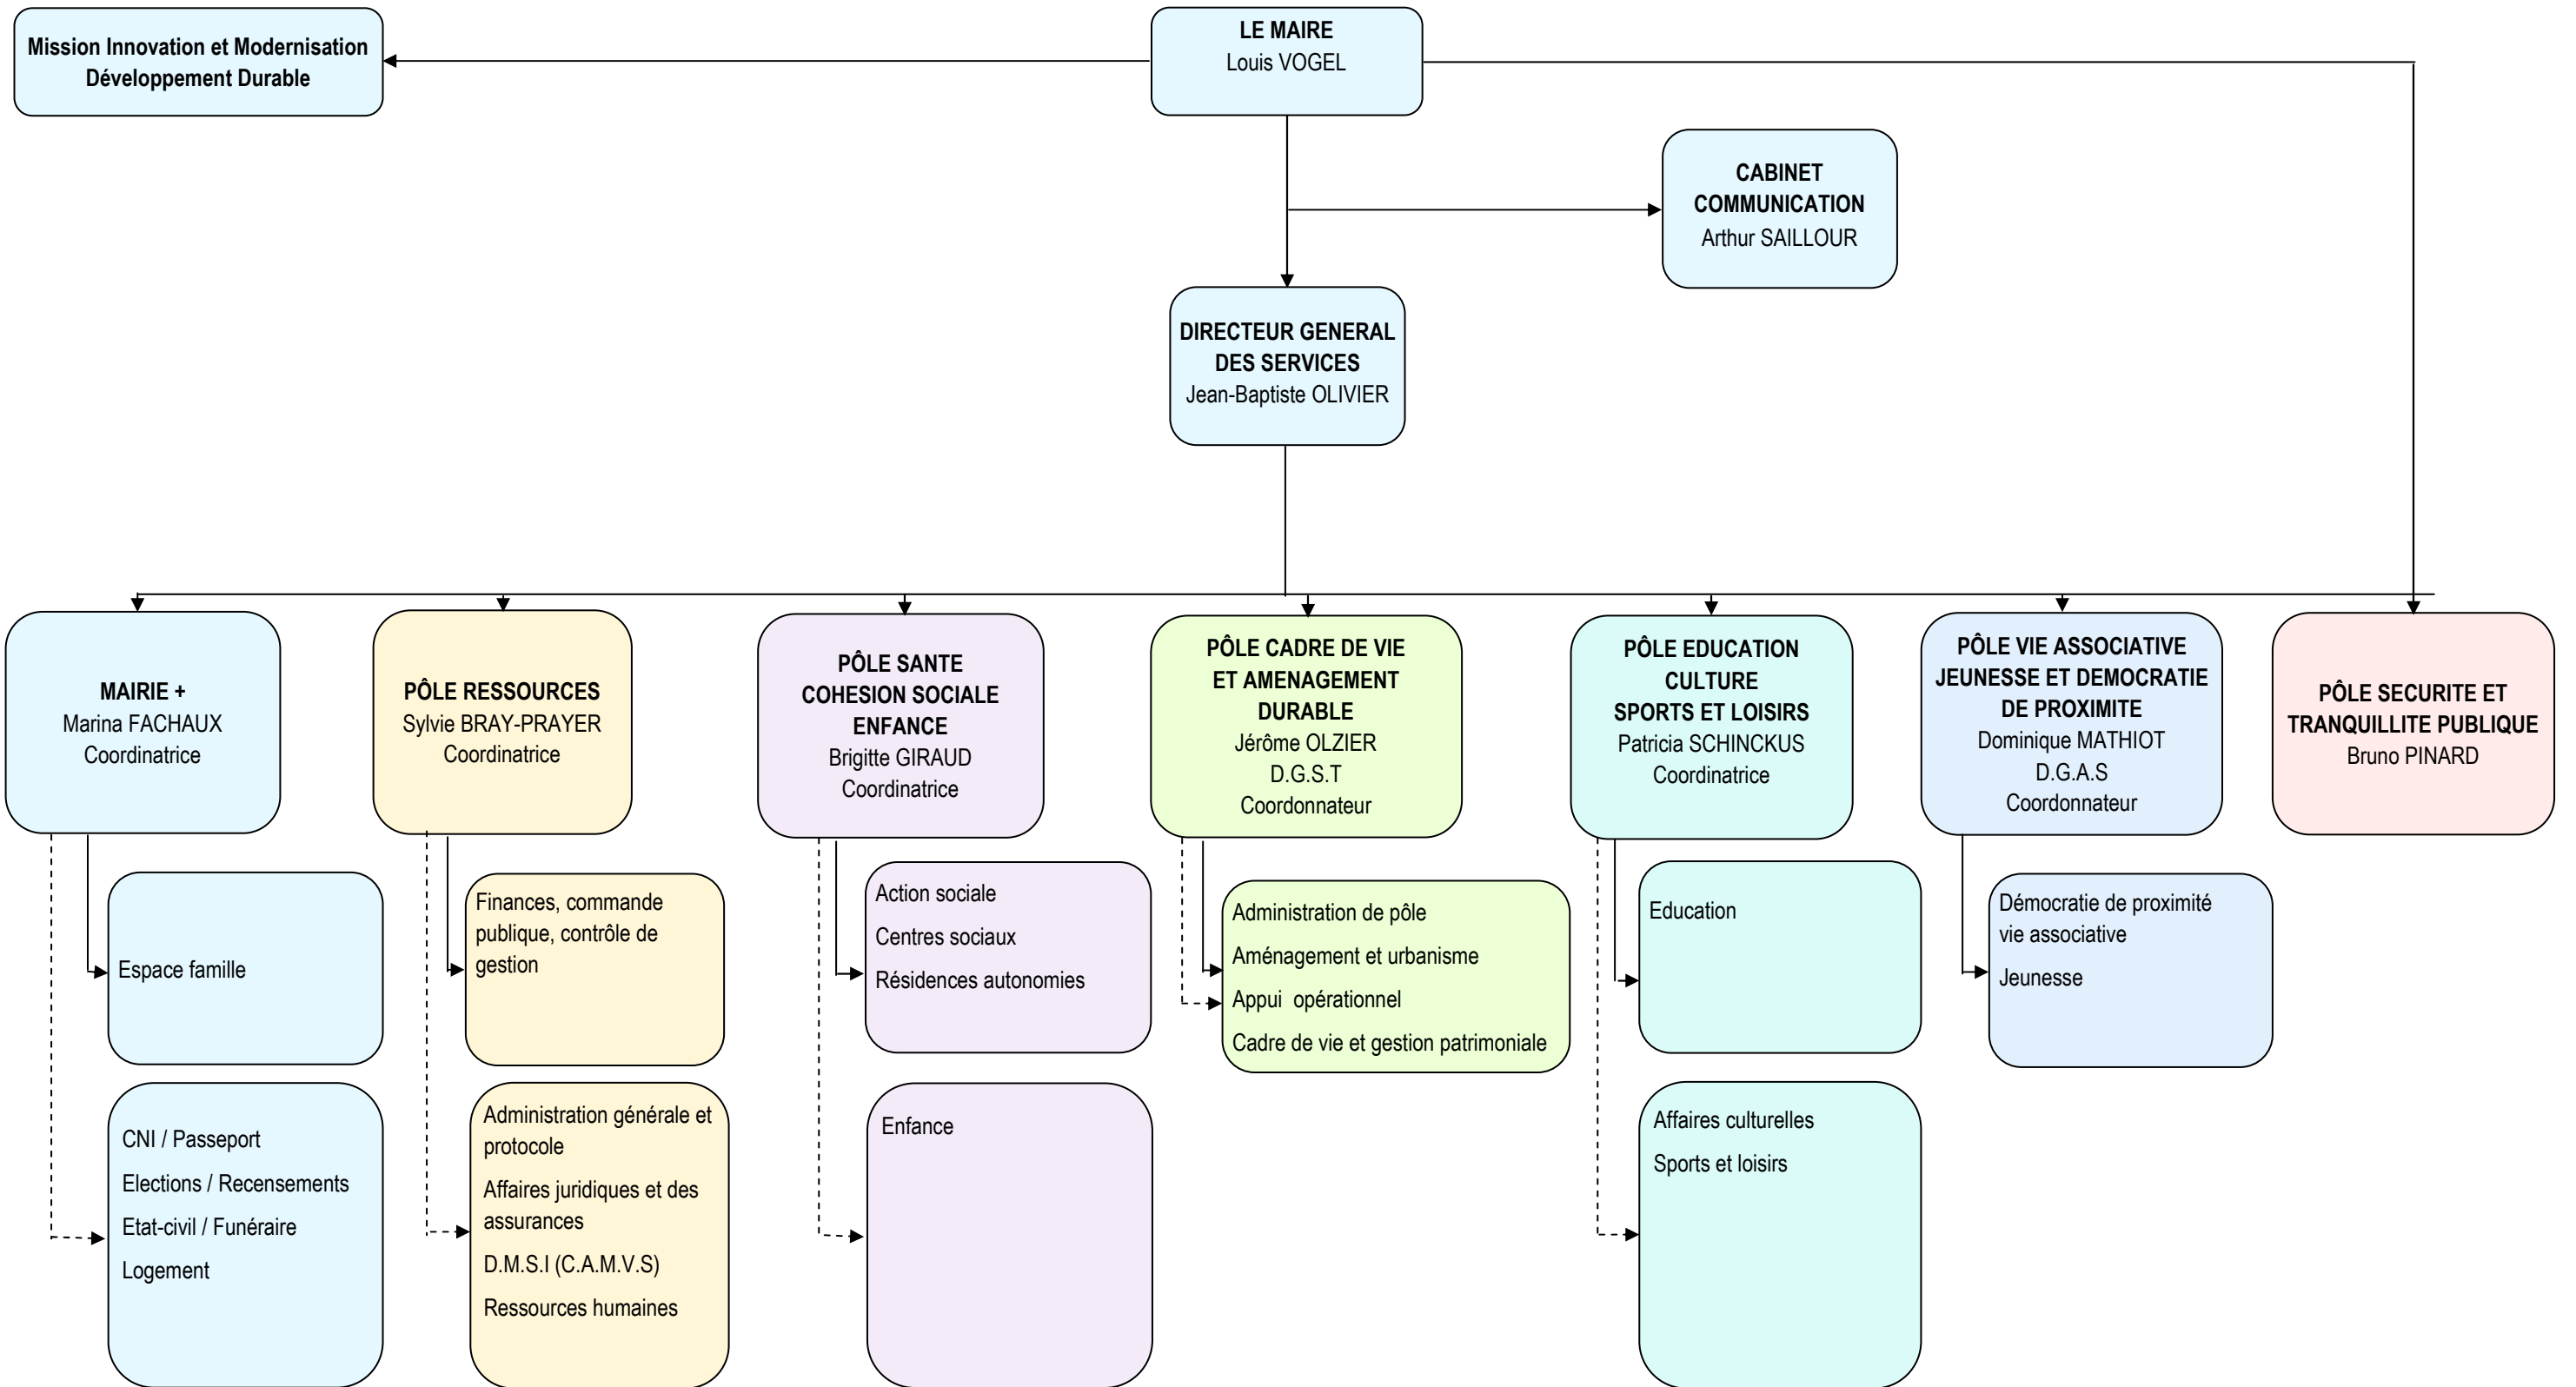 Mission Innovation et Modernisation
Développement Durable
LE MAIRE
Louis VOGEL
CABINET
COMMUNICATION
Arthur SAILLOUR
DIRECTEUR GENERAL
DES SERVICES
Jean-Baptiste OLIVIER
MAIRIE +
Marina FACHAUX
Coordinatrice
PÔLE RESSOURCES
Sylvie BRAY-PRAYER
Coordinatrice
PÔLE SANTE
COHESION SOCIALE
ENFANCE
Brigitte GIRAUD
Coordinatrice
PÔLE CADRE DE VIE
ET AMENAGEMENT
DURABLE
Jérôme OLZIER
D.G.S.T
Coordonnateur
PÔLE EDUCATION
CULTURE
SPORTS ET LOISIRS
Patricia SCHINCKUS
Coordinatrice
PÔLE VIE ASSOCIATIVE
JEUNESSE ET DEMOCRATIE
DE PROXIMITE
Dominique MATHIOT
D.G.A.S
Coordonnateur
PÔLE SECURITE ET
TRANQUILLITE PUBLIQUE
Bruno PINARD
Espace famille
Finances, commande
publique, contrôle de
gestion
Action sociale
Centres sociaux
Résidences autonomies
Administration de pôle
Aménagement et urbanisme
Appui opérationnel
Cadre de vie et gestion patrimoniale
Education
Démocratie de proximité
vie associative
Jeunesse
CNI / Passeport
Elections / Recensements
Etat-civil / Funéraire
Logement
Administration générale et
protocole
Affaires juridiques et des
assurances
D.M.S.I (C.A.M.V.S)
Ressources humaines
Enfance
Affaires culturelles
Sports et loisirs